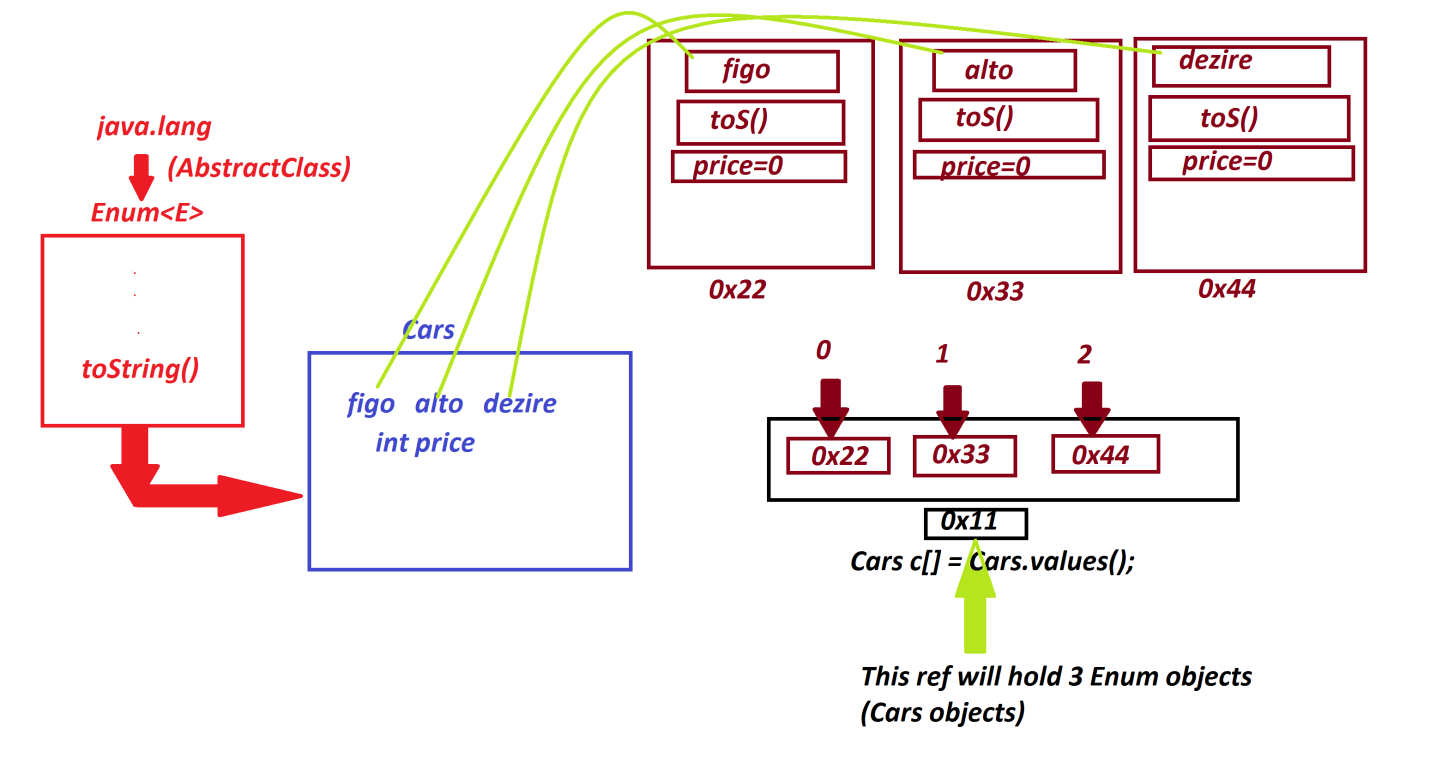 java.lang
(AbstractClass)
Enum<E>
.
.
.
toString()
Cars
figo alto dezire
int price
figo
toS()
price=0
0x22
alto
toS()
price=0
0x33
dezire
toS()
price=0
0x44
0 1 2
0x22 0x33 0x44
0x11
Cars c[] = Cars.values();
This ref will hold 3 Enum objects
(Cars objects)